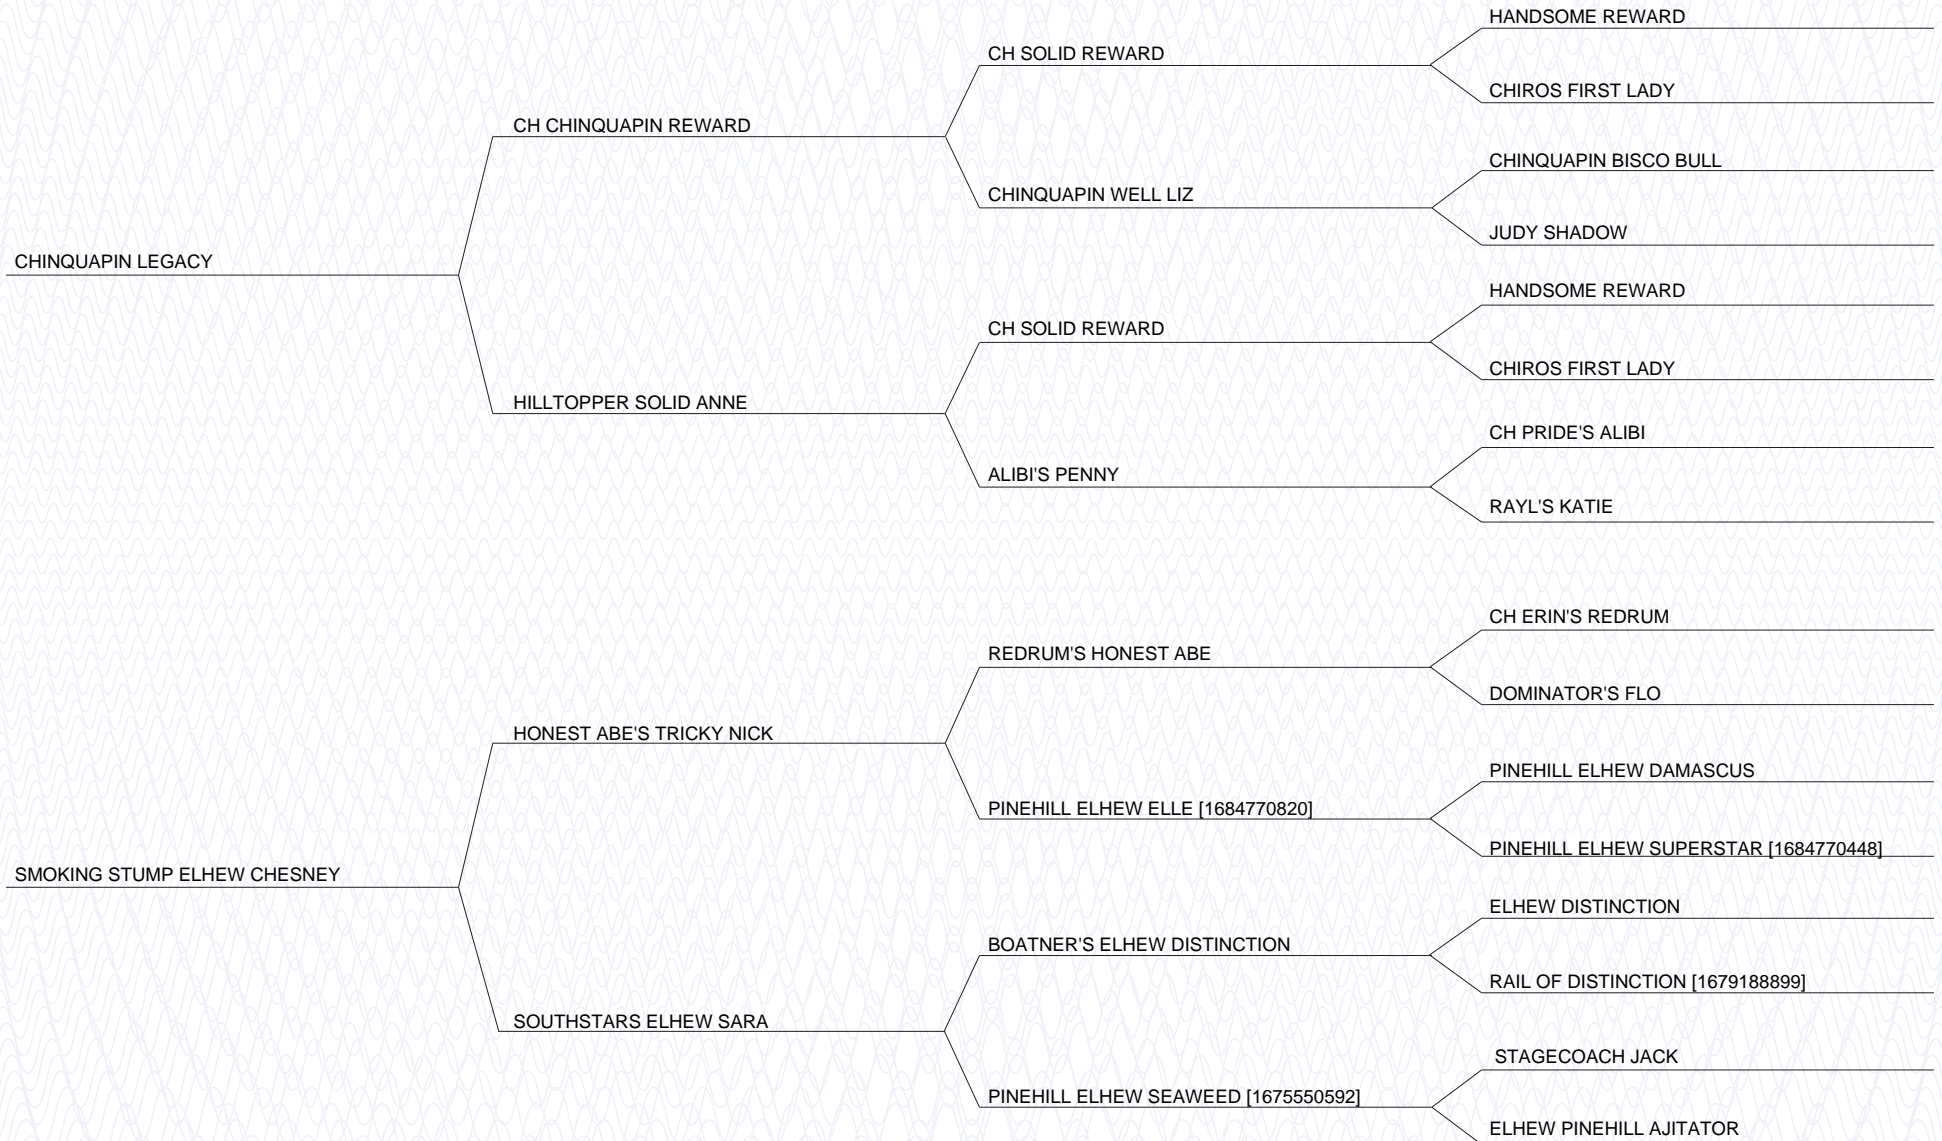 HANDSOME REWARD
CH SOLID REWARD
CHIROS FIRST LADY
CH CHINQUAPIN REWARD
CHINQUAPIN BISCO BULL
CHINQUAPIN WELL LIZ
JUDY SHADOW
CHINQUAPIN LEGACY
HANDSOME REWARD
CH SOLID REWARD
CHIROS FIRST LADY
HILLTOPPER SOLID ANNE
CH PRIDE'S ALIBI
ALIBI'S PENNY
RAYL'S KATIE
CH ERIN'S REDRUM
REDRUM'S HONEST ABE
DOMINATOR'S FLO
HONEST ABE'S TRICKY NICK
PINEHILL ELHEW DAMASCUS
PINEHILL ELHEW ELLE [1684770820]
PINEHILL ELHEW SUPERSTAR [1684770448]
SMOKING STUMP ELHEW CHESNEY
ELHEW DISTINCTION
BOATNER'S ELHEW DISTINCTION
RAIL OF DISTINCTION [1679188899]
SOUTHSTARS ELHEW SARA
STAGECOACH JACK
PINEHILL ELHEW SEAWEED [1675550592]
ELHEW PINEHILL AJITATOR